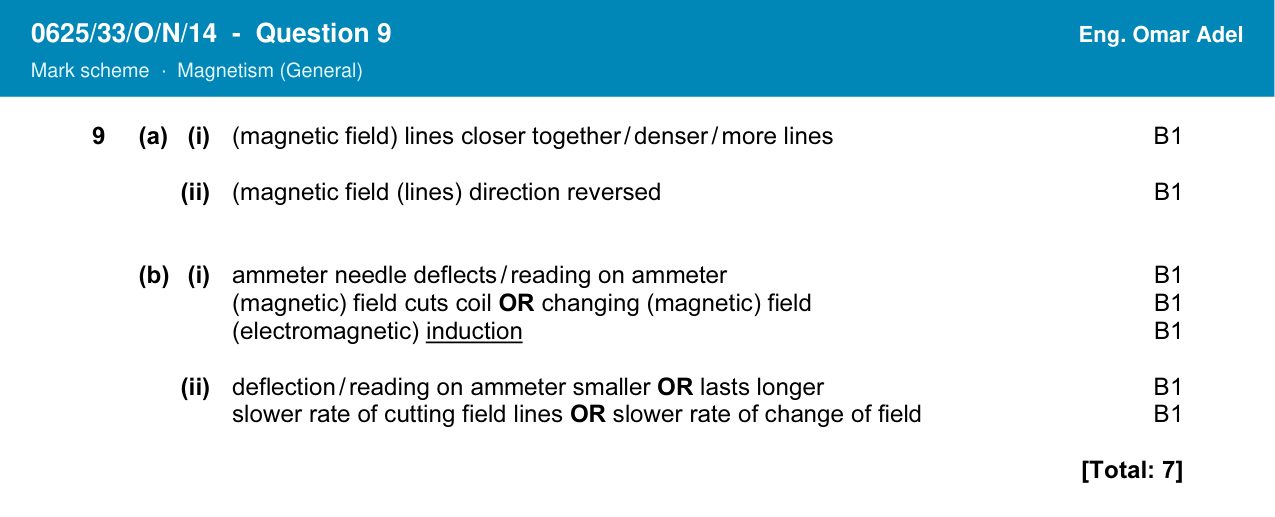 0625/33/O/N/14 - Question 9 Eng. Omar Adel
Mark scheme · Magnetism (General)
9 (a) (i) (magnetic field) lines closer together/denser/more lines B1
(ii) (magnetic field (lines) direction reversed B1
(b) (i) ammeter needle deflects/reading on ammeter B1
(magnetic) field cuts coil OR changing (magnetic) field B1
(electromagnetic) induction B1
(ii) deflection/reading on ammeter smaller OR lasts longer B1
slower rate of cutting field lines OR slower rate of change of field B1
[Total: 7]